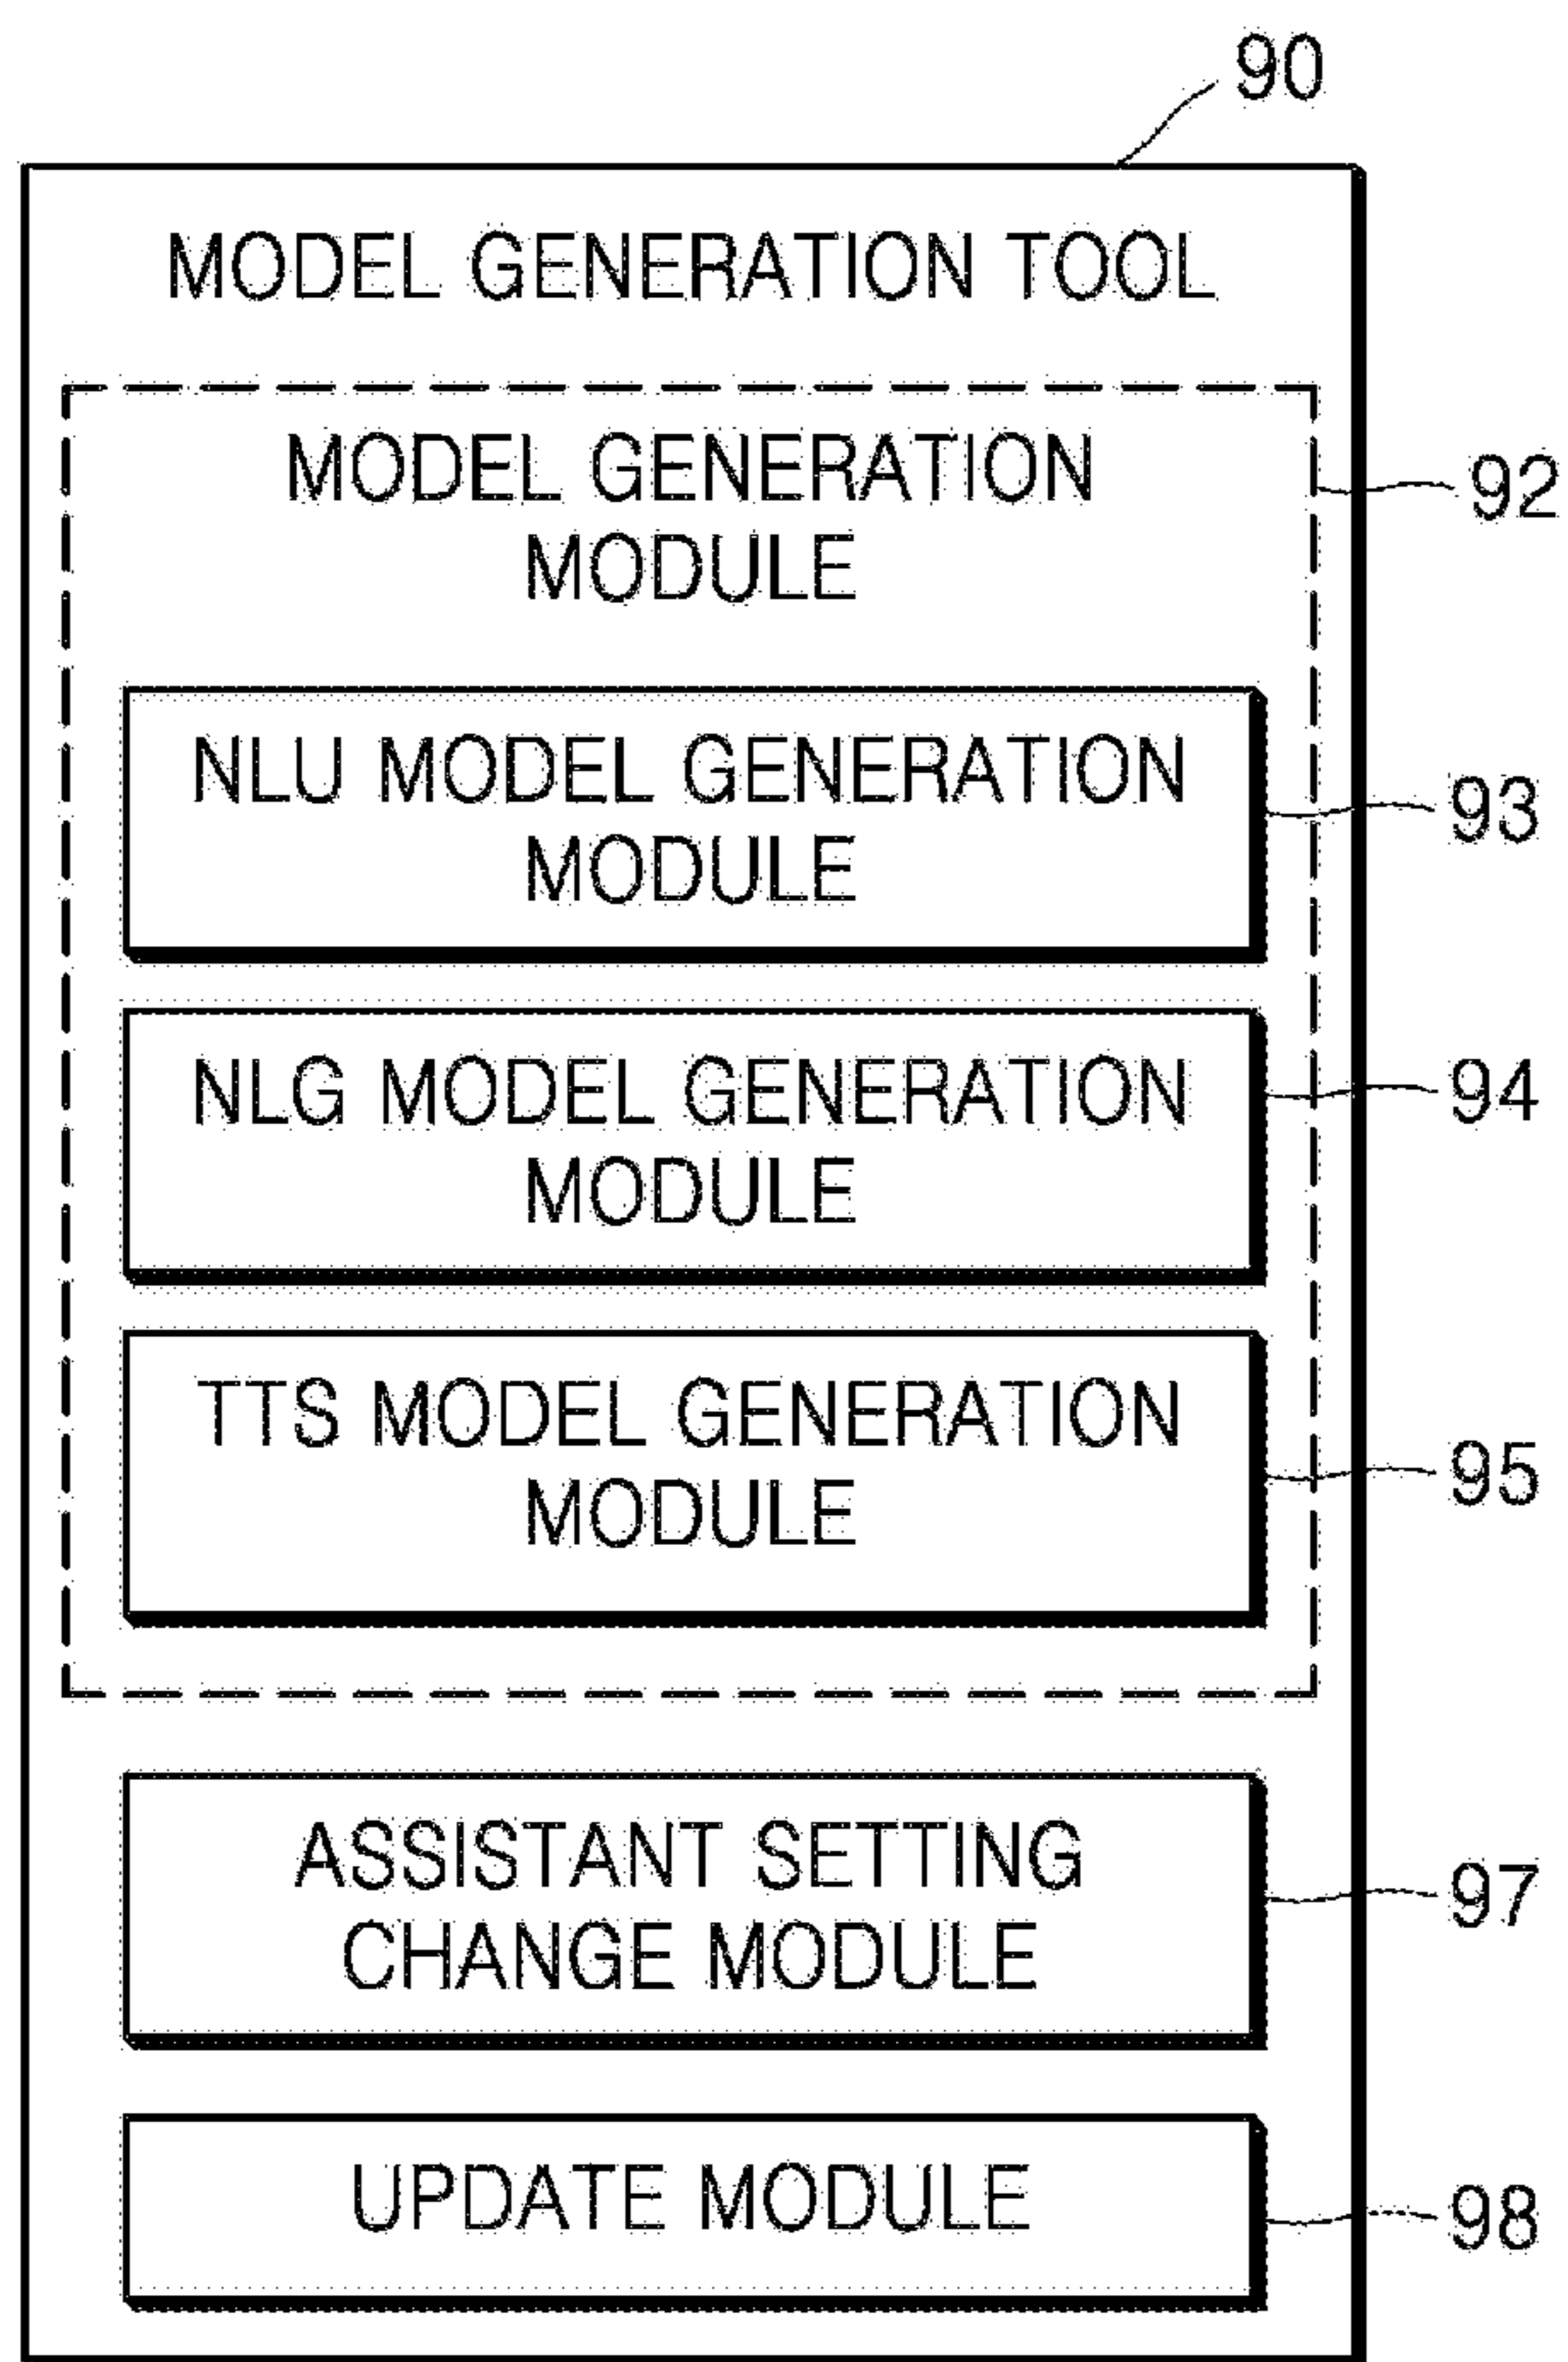 90
MODEL GENERATION TOOL
MODEL GENERATION
MODULE
92
NLU MODEL GENERATION
MODULE
93
NLG MODEL GENERATION
MODULE
94
TTS MODEL GENERATION
MODULE
95
ASSISTANT SETTING
CHANGE MODULE
97
UPDATE MODULE
98